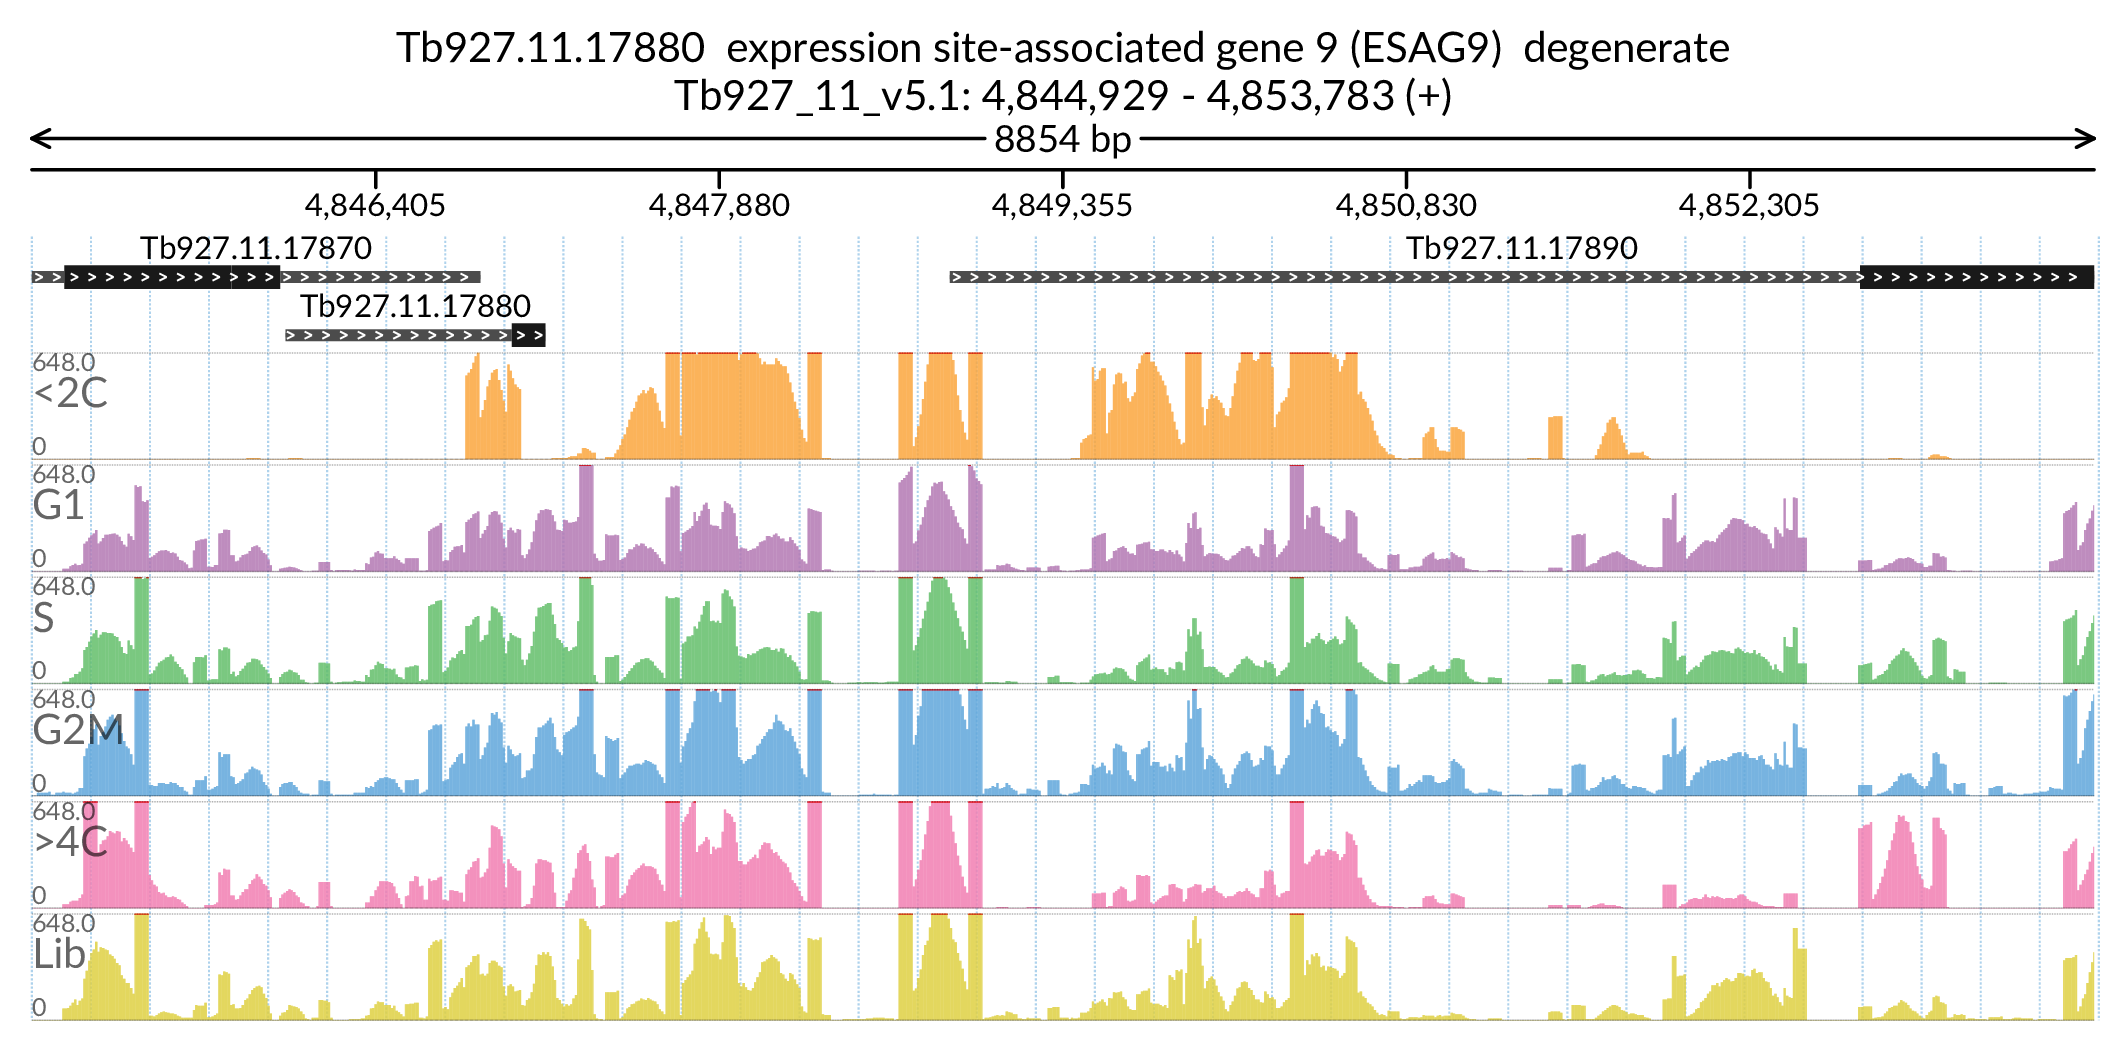 Tb927.11.17880  expression site-associated gene 9 (ESAG9)  degenerate
Tb927_11_v5.1: 4,844,929 - 4,853,783 (+)
8854 bp
4,846,405 4,847,880 4,849,355 4,850,830 4,852,305
Tb927.11.17870 Tb927.11.17890
Tb927.11.17880
648.0
<2C
0
648.0
G1
0
648.0
S
0
648.0
G2M
0
648.0
>4C
0
648.0
Lib
0